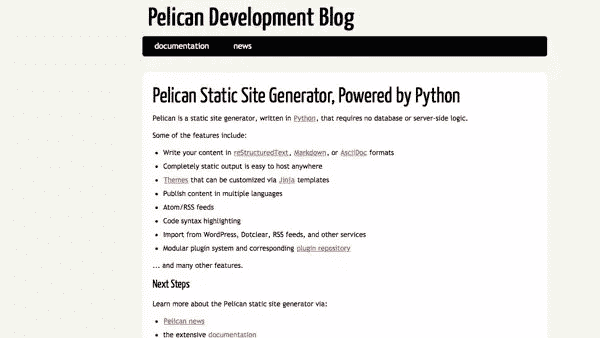 Pelican Development Blog
documentation news
Pelican Static Site Generator, Powered by Python
Pelican is a static site generator, written in Python, that requires no database or server-side logic.
Some of the features include:
• Write your content in reStructuredText, Markdown, or AsciiDoc formats
• Completely static output is easy to host anywhere
• Themes that can be customized via Jinja templates
• Publish content in multiple languages
• Atom/RSS feeds
• Code syntax highlighting
• Import from WordPress, Dotclear, RSS feeds, and other services
• Modular plugin system and corresponding plugin repository
... and many other features.
Next Steps
Learn more about the Pelican static site generator via:
• Pelican news
• the extensive documentation